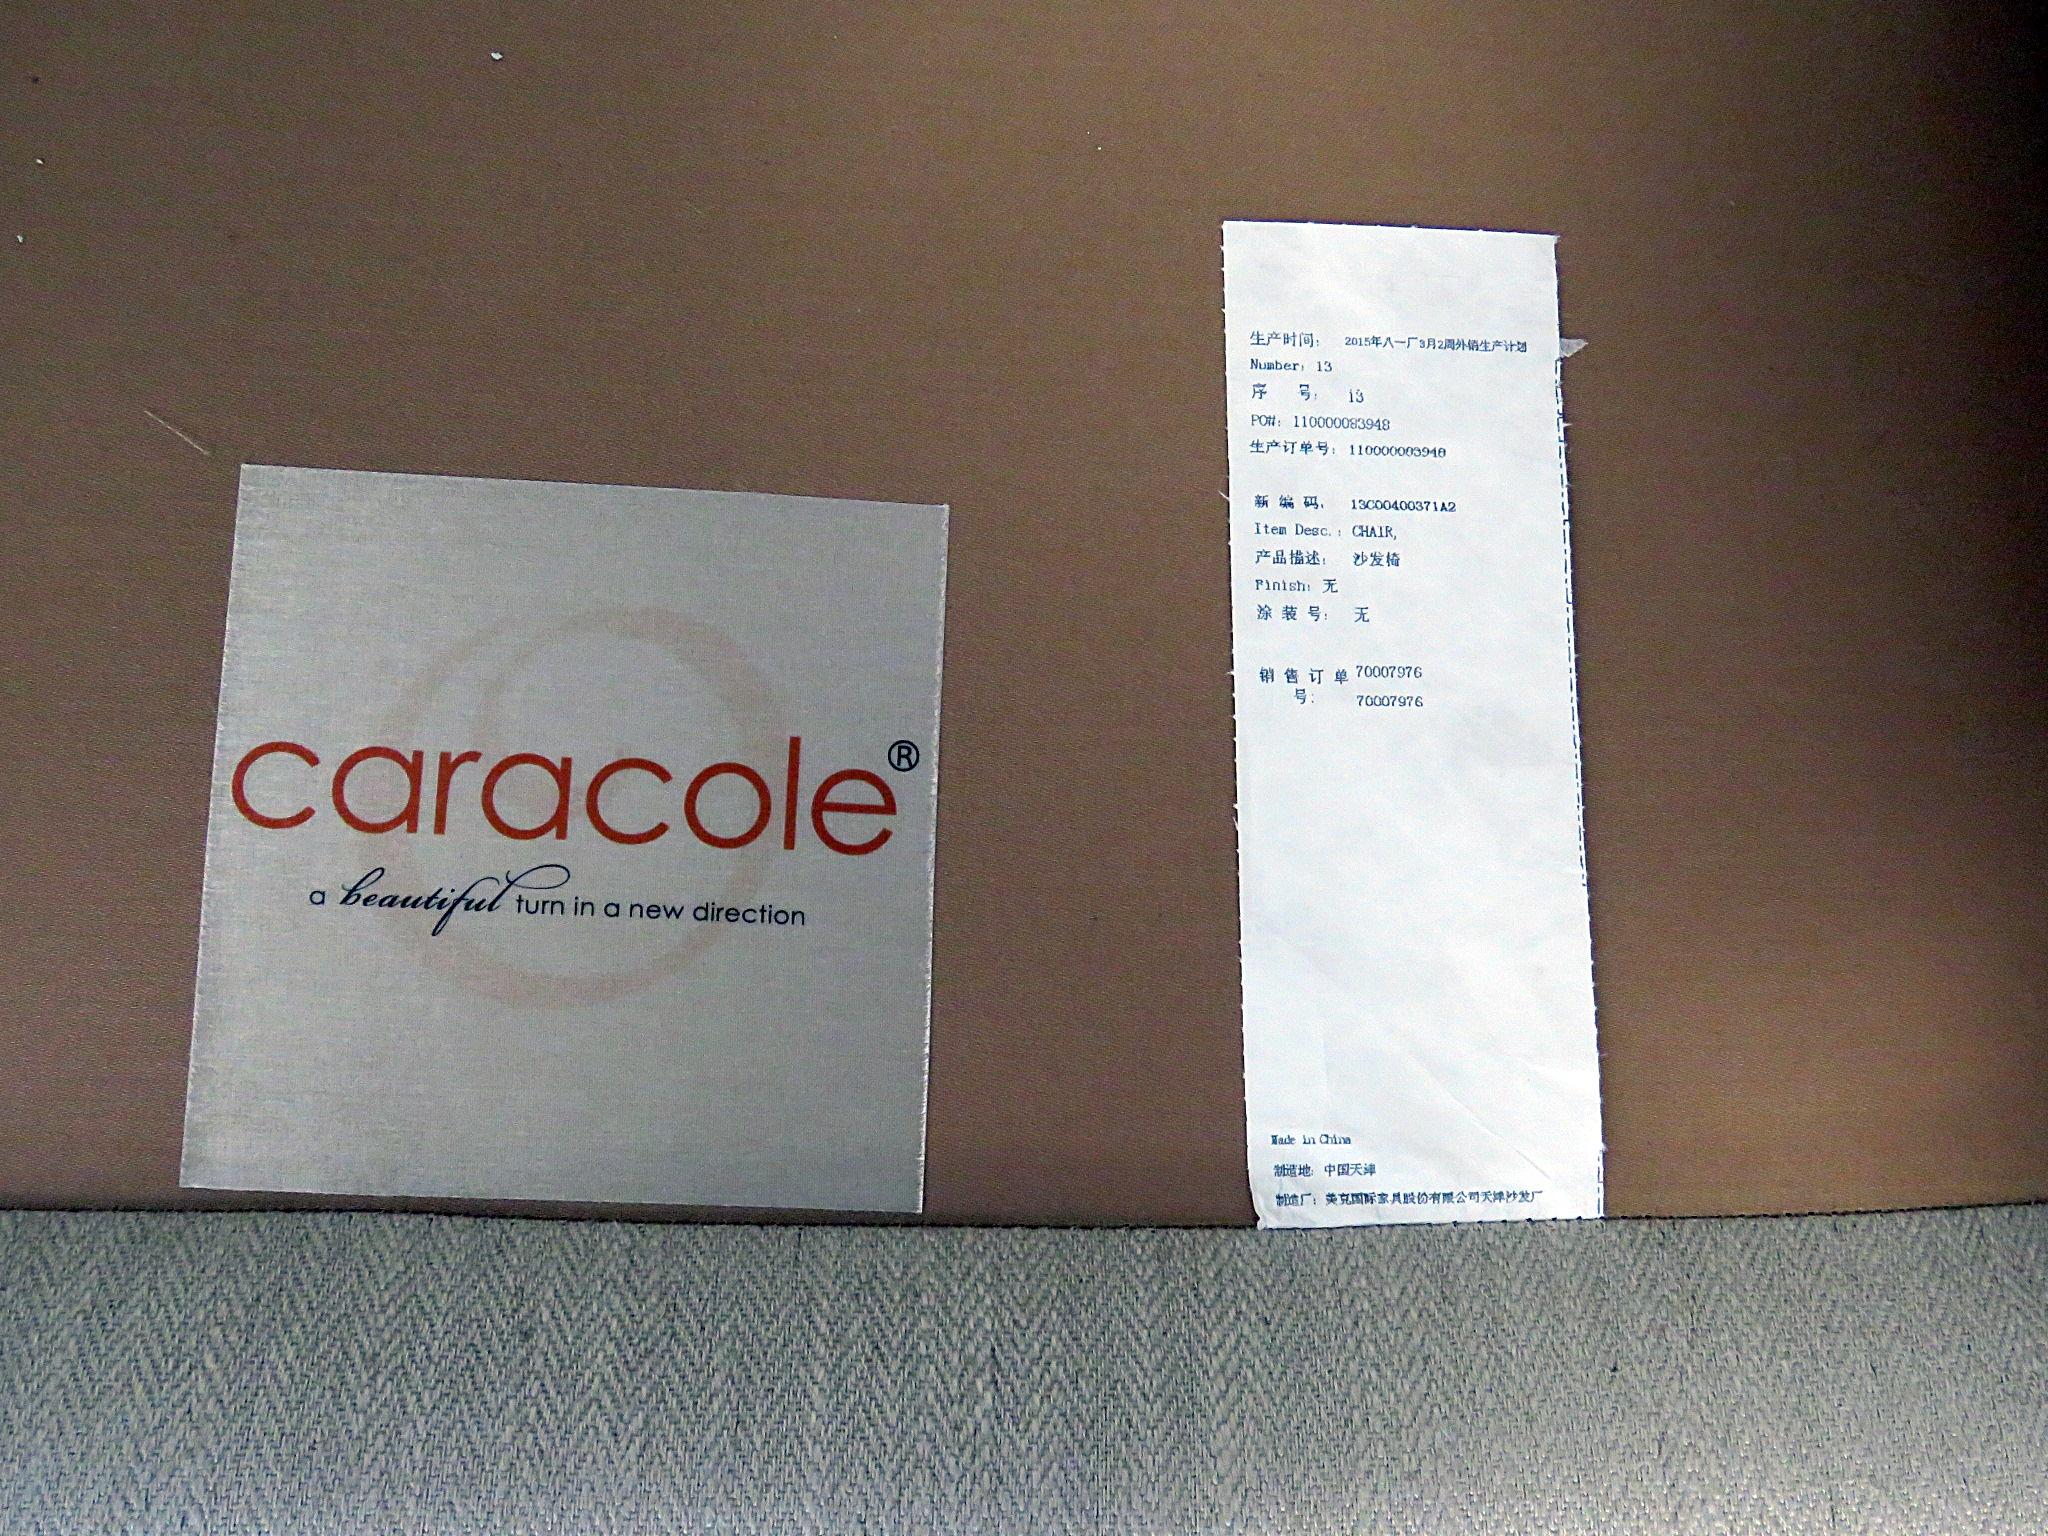 caracole®
a beautiful turn in a new direction
生产时间: 2015年八一厂3月2周外销生产计划
Number: 13
序 号: 13
PO#: 110000083948
生产订单号: 110000083948
新 编 码: 13C00400371A2
Item Desc.: CHAIR,
产品描述: 沙发椅
Finish: 无
涂 装 号: 无
销 售 订 单 70007976
号: 70007976
Made in China
制造地: 中国天津
制造厂: 美克国际家具股份有限公司天津沙发厂